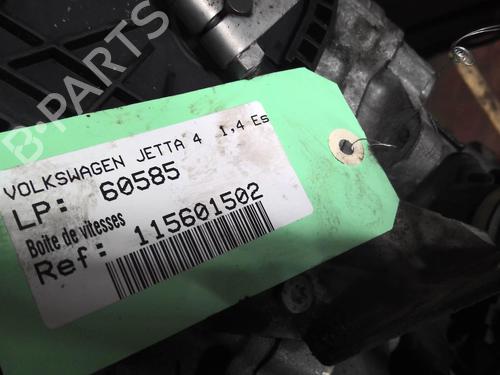 B-PARTS
VOLKSWAGEN JETTA 4 1,4 Es
LP: 60585
Boite de vitesses
Ref: 115601502